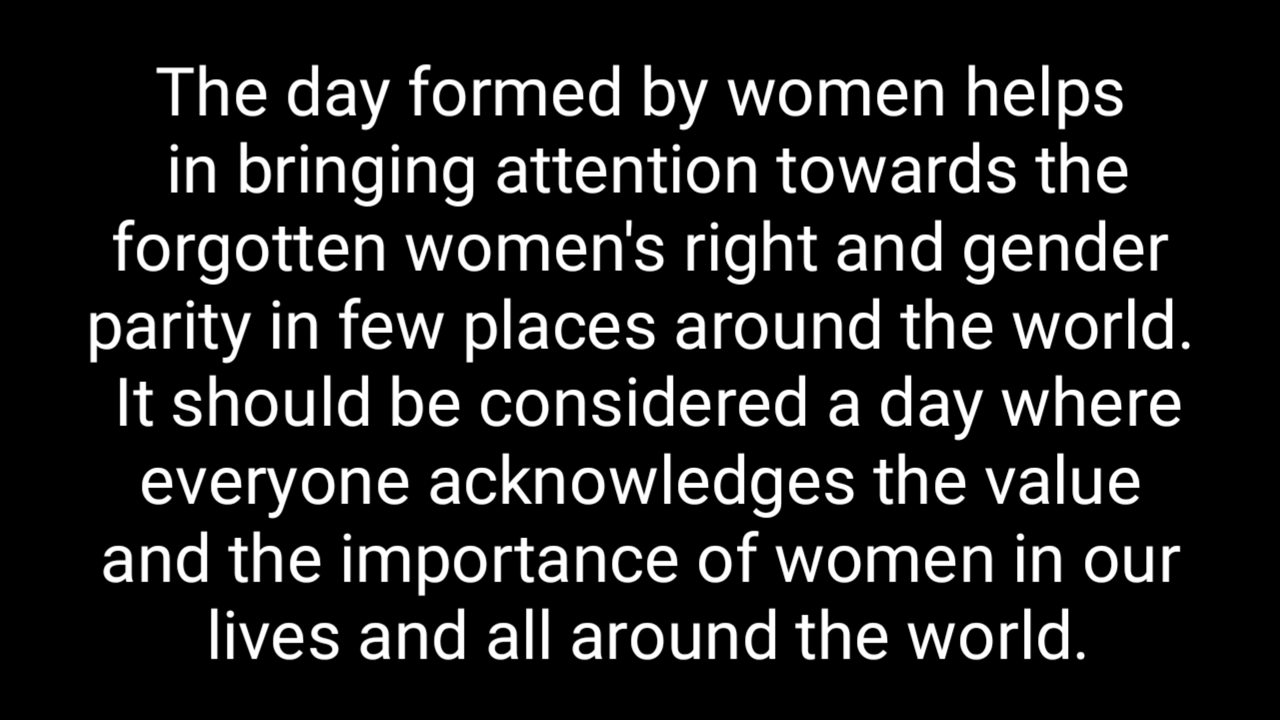 The day formed by women helps
in bringing attention towards the
forgotten women's right and gender
parity in few places around the world.
It should be considered a day where
everyone acknowledges the value
and the importance of women in our
lives and all around the world.